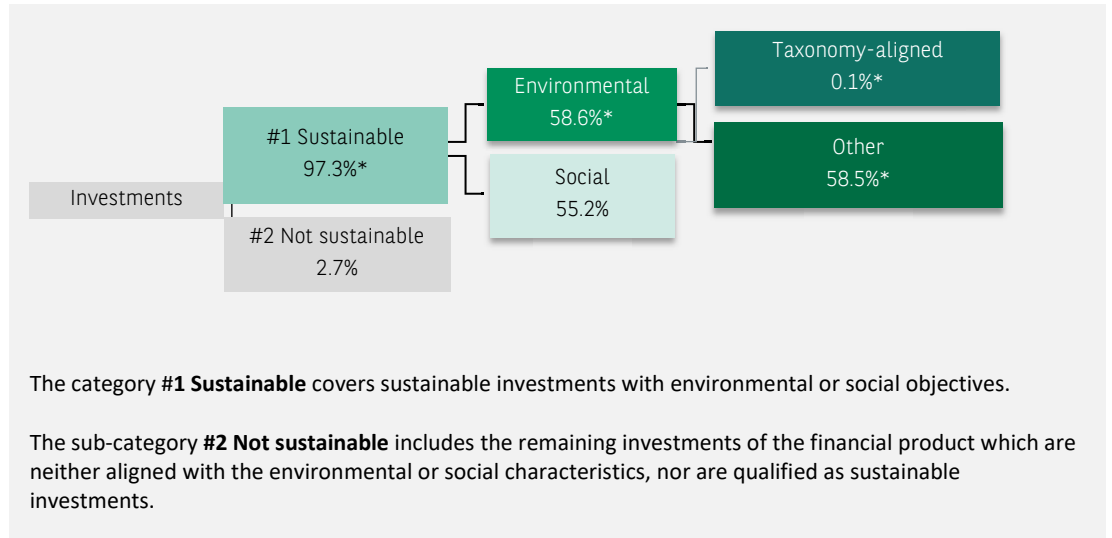 Investments
#1 Sustainable
97.3%*
#2 Not sustainable
2.7%
Environmental
58.6%*
Social
55.2%
Taxonomy-aligned
0.1%*
Other
58.5%*
The category #1 Sustainable covers sustainable investments with environmental or social objectives.
The sub-category #2 Not sustainable includes the remaining investments of the financial product which are
neither aligned with the environmental or social characteristics, nor are qualified as sustainable
investments.